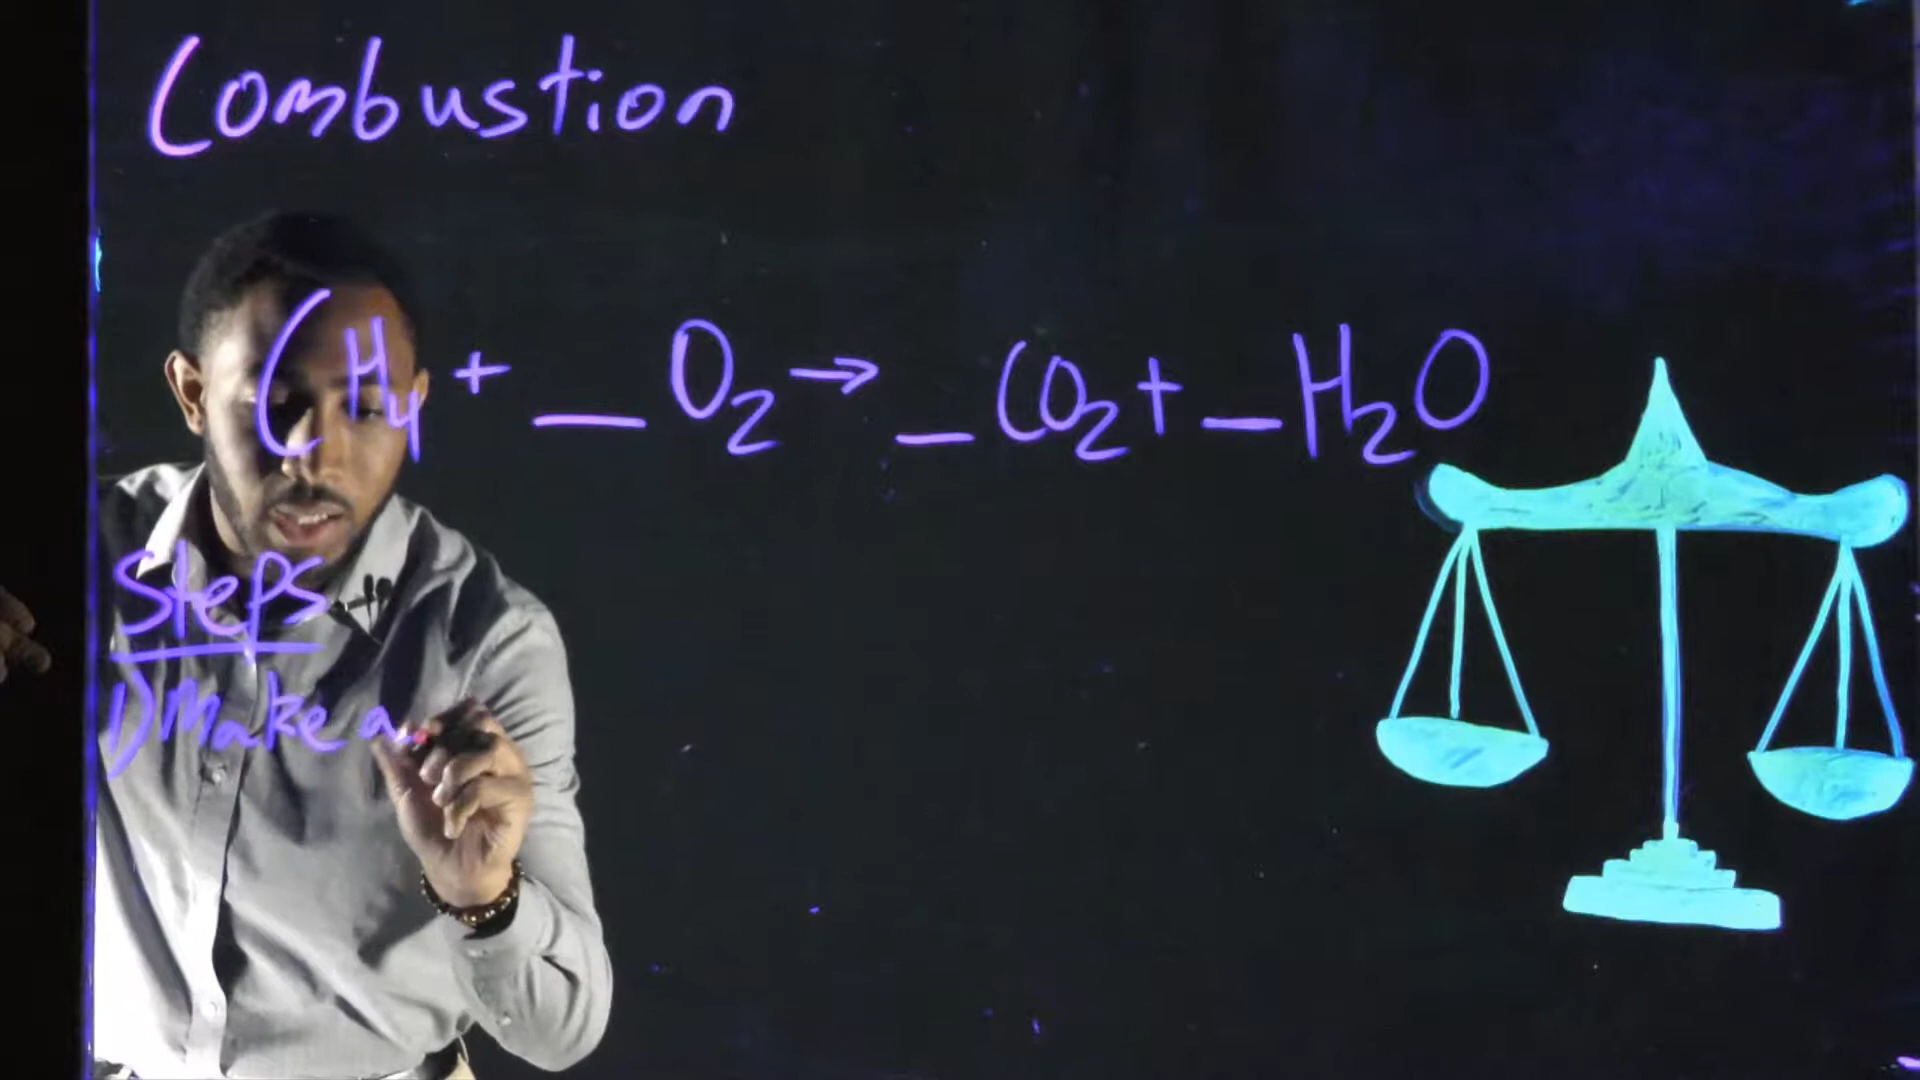 Combustion
CH₄ + _ O₂ → _ CO₂ + _ H₂O
Steps
1) Make a